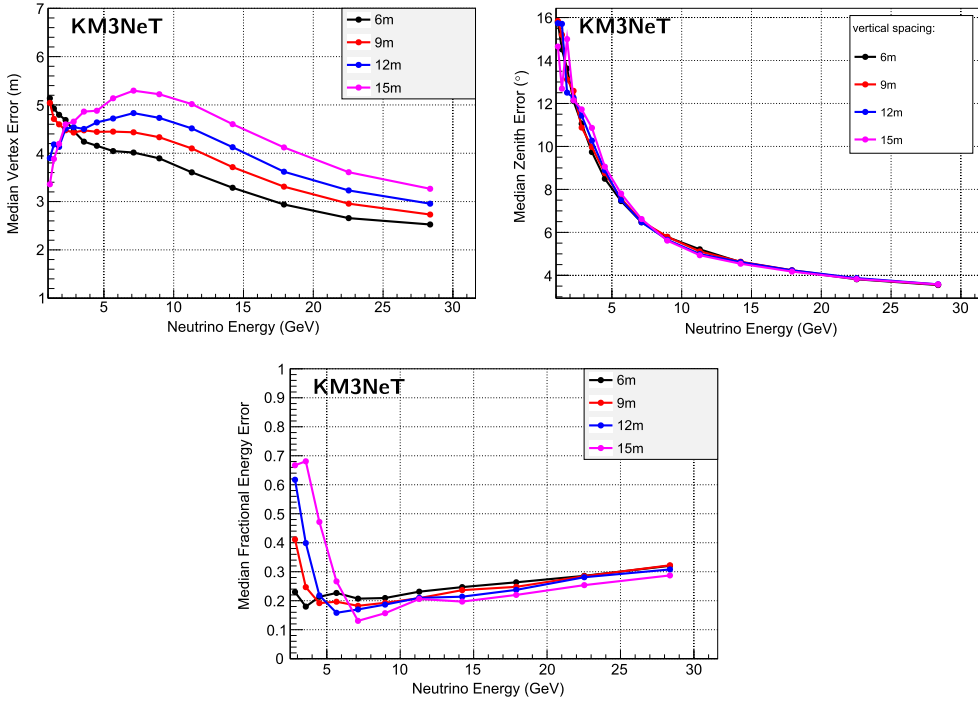 KM3NeT
6m
9m
12m
15m
Median Vertex Error (m)
7
6
5
4
3
2
1
5
10
15
20
25
30
Neutrino Energy (GeV)
KM3NeT
vertical spacing:
6m
9m
12m
15m
Median Zenith Error (°)
16
14
12
10
8
6
4
5
10
15
20
25
30
Neutrino Energy (GeV)
KM3NeT
6m
9m
12m
15m
Median Fractional Energy Error
1
0.9
0.8
0.7
0.6
0.5
0.4
0.3
0.2
0.1
0
5
10
15
20
25
30
Neutrino Energy (GeV)